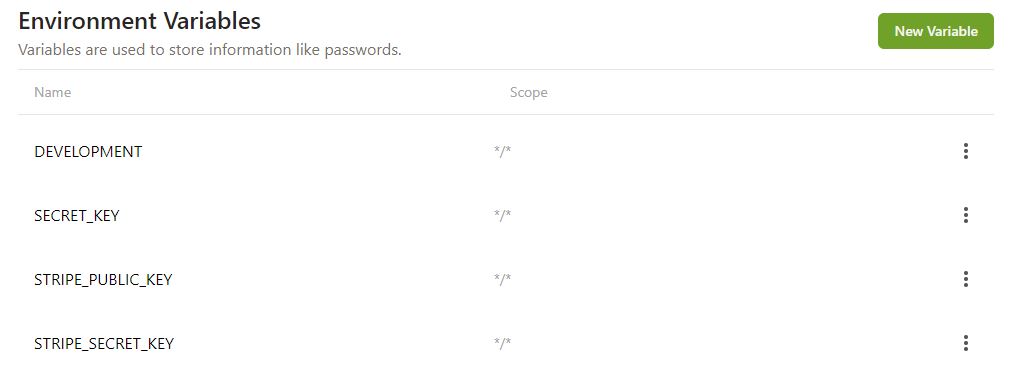 Environment Variables
Variables are used to store information like passwords.
New Variable
Name Scope
DEVELOPMENT */*
SECRET_KEY */*
STRIPE_PUBLIC_KEY */*
STRIPE_SECRET_KEY */*